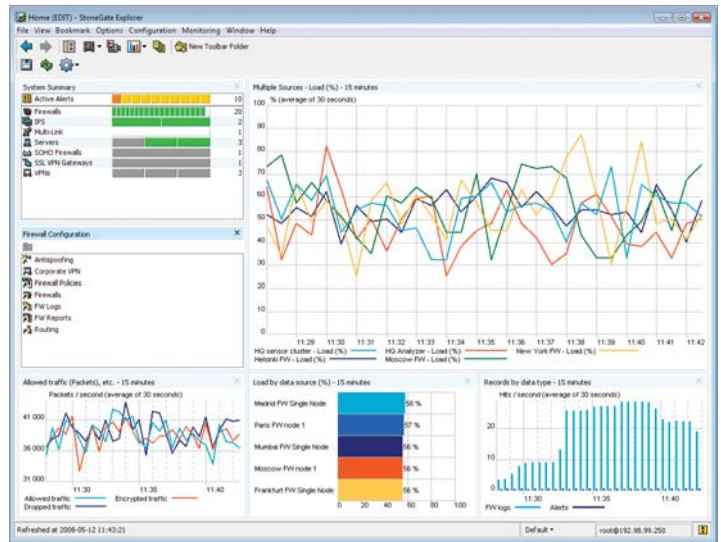 Home (EDIT) - StoneGate Explorer
File View Bookmark Options Configuration Monitoring Window Help
New Toolbar Folder
System Summary
Active Alerts 10
Firewalls 20
IPS 2
Multi-Link 1
Servers 3
SOHO Firewalls 1
SSL VPN Gateways 1
VPNs 3
Firewall Configuration
Antispoofing
Corporate VPN
Firewall Policies
Firewalls
FW Logs
FW Reports
Routing
Multiple Sources - Load (%) - 15 minutes
% (average of 30 seconds)
100
90
80
70
60
50
40
30
20
10
0
11:29 11:30 11:31 11:32 11:33 11:34 11:35 11:36 11:37 11:38 11:39 11:40 11:41 11:42
HQ sensor cluster - Load (%) HQ Analyzer - Load (%) New York FW - Load (%)
Helsinki FW - Load (%) Moscow FW - Load (%)
Allowed traffic (Packets), etc. - 15 minutes
Packets / second (average of 30 seconds)
41 000
36 000
31 000
11:30 11:35 11:40
Allowed traffic Encrypted traffic
Dropped traffic
Load by data source (%) - 15 minutes
Madrid FW Single Node 58 %
Paris FW node 1 57 %
Mumbai FW Single Node 56 %
Moscow FW node 1 56 %
Frankfurt FW Single Node 56 %
0 20 40 60 80 100
Records by data type - 15 minutes
Hits / second (average of 30 seconds)
20
10
0
11:30 11:35 11:40
FW logs Alerts
Refreshed at 2008-05-12 11:43:21
Default
root@192.98.99.250